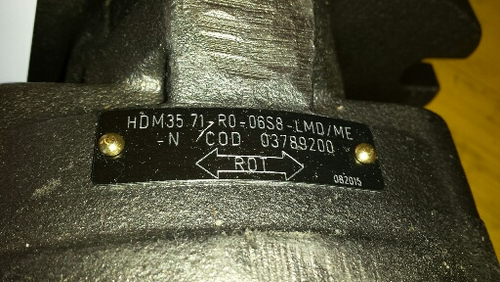 HDM35.71-R0-06S8-LMD/ME
-N COD 03789200
ROT
082015